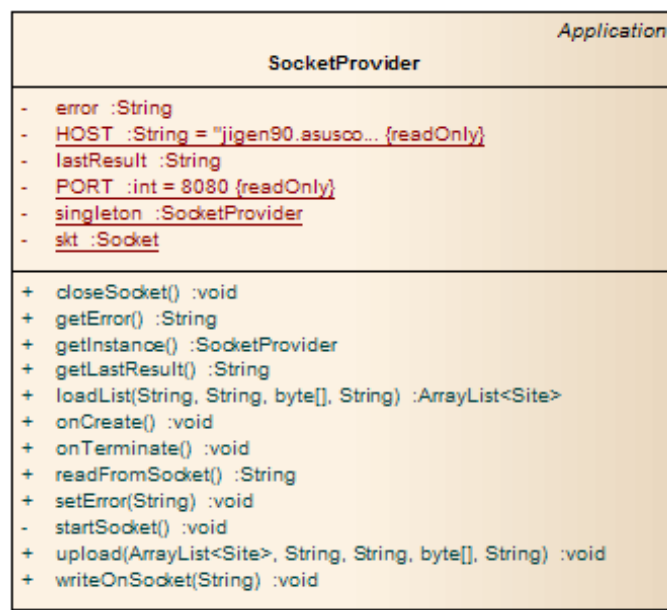 Application
SocketProvider
- error :String
- HOST :String = "jigen90.asusco... {readOnly}
- lastResult :String
- PORT :int = 8080 {readOnly}
- singleton :SocketProvider
- skt :Socket
+ closeSocket() :void
+ getError() :String
+ getInstance() :SocketProvider
+ getLastResult() :String
+ loadList(String, String, byte[], String) :ArrayList<Site>
+ onCreate() :void
+ onTerminate() :void
+ readFromSocket() :String
+ setError(String) :void
- startSocket() :void
+ upload(ArrayList<Site>, String, String, byte[], String) :void
+ writeOnSocket(String) :void